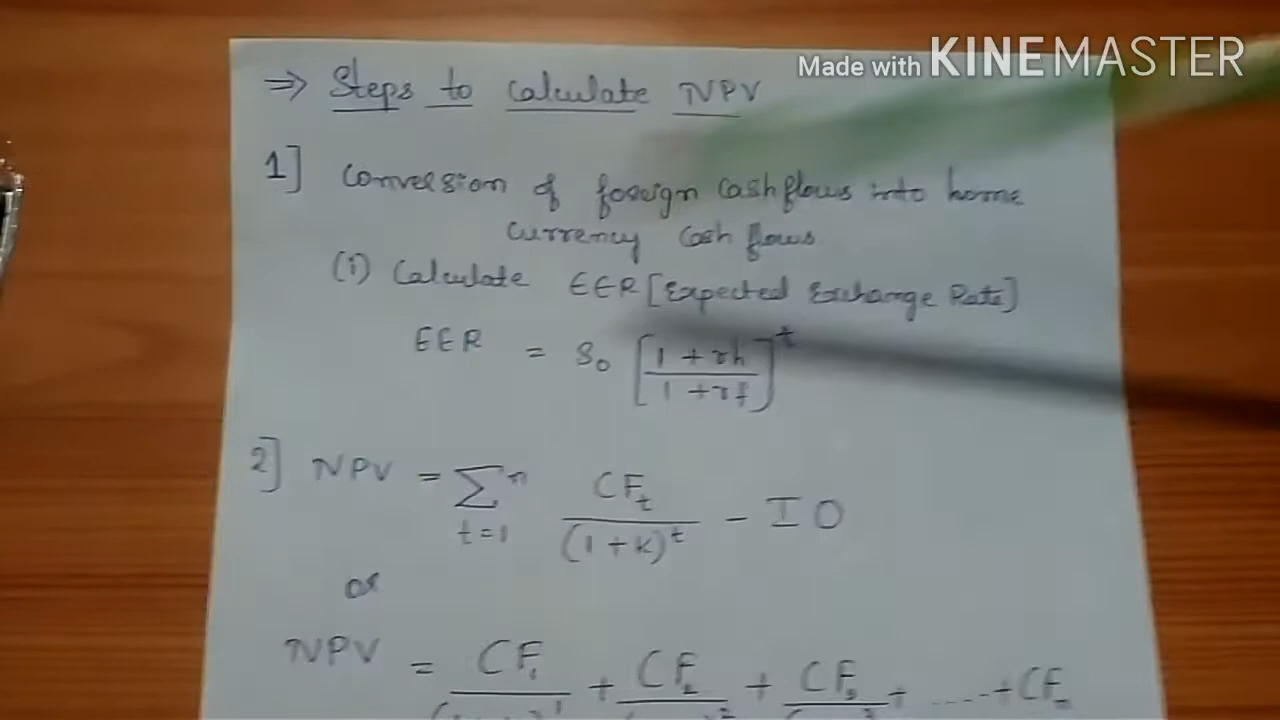 Made with KINEMASTER
⇒ Steps to calculate NPV
1] Conversion of foreign cashflows into home
currency cash flows
(i) Calculate EER [Expected Exchange Rate]
EER = S₀ [(1 + rh)/(1 + rf)]^t
2] NPV = Σ^n_{t=1} CF_t/(1 + k)^t - IO
or
NPV = CF₁ + CF₂ + CF₃ + ..... + CF